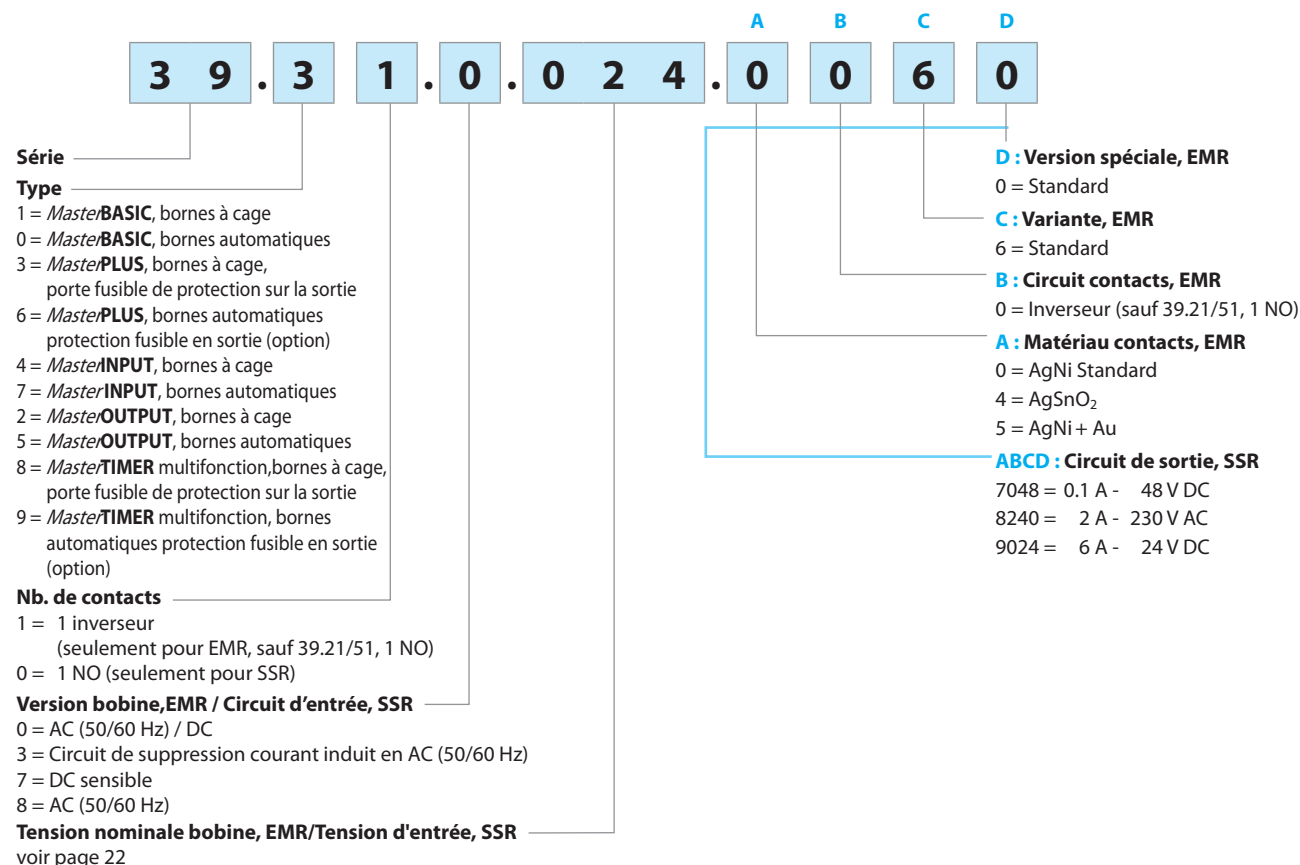 A B C D
3 9 . 3 1 . 0 . 0 2 4 . 0 0 6 0
Série
Type
1 = MasterBASIC, bornes à cage
0 = MasterBASIC, bornes automatiques
3 = MasterPLUS, bornes à cage,
porte fusible de protection sur la sortie
6 = MasterPLUS, bornes automatiques
protection fusible en sortie (option)
4 = MasterINPUT, bornes à cage
7 = Master INPUT, bornes automatiques
2 = MasterOUTPUT, bornes à cage
5 = MasterOUTPUT, bornes automatiques
8 = MasterTIMER multifonction,bornes à cage,
porte fusible de protection sur la sortie
9 = MasterTIMER multifonction, bornes
automatiques protection fusible en sortie
(option)
Nb. de contacts
1 = 1 inverseur
(seulement pour EMR, sauf 39.21/51, 1 NO)
0 = 1 NO (seulement pour SSR)
Version bobine,EMR / Circuit d’entrée, SSR
0 = AC (50/60 Hz) / DC
3 = Circuit de suppression courant induit en AC (50/60 Hz)
7 = DC sensible
8 = AC (50/60 Hz)
Tension nominale bobine, EMR/Tension d'entrée, SSR
voir page 22
D : Version spéciale, EMR
0 = Standard
C : Variante, EMR
6 = Standard
B : Circuit contacts, EMR
0 = Inverseur (sauf 39.21/51, 1 NO)
A : Matériau contacts, EMR
0 = AgNi Standard
4 = AgSnO₂
5 = AgNi + Au
ABCD : Circuit de sortie, SSR
7048 = 0.1 A - 48 V DC
8240 = 2 A - 230 V AC
9024 = 6 A - 24 V DC